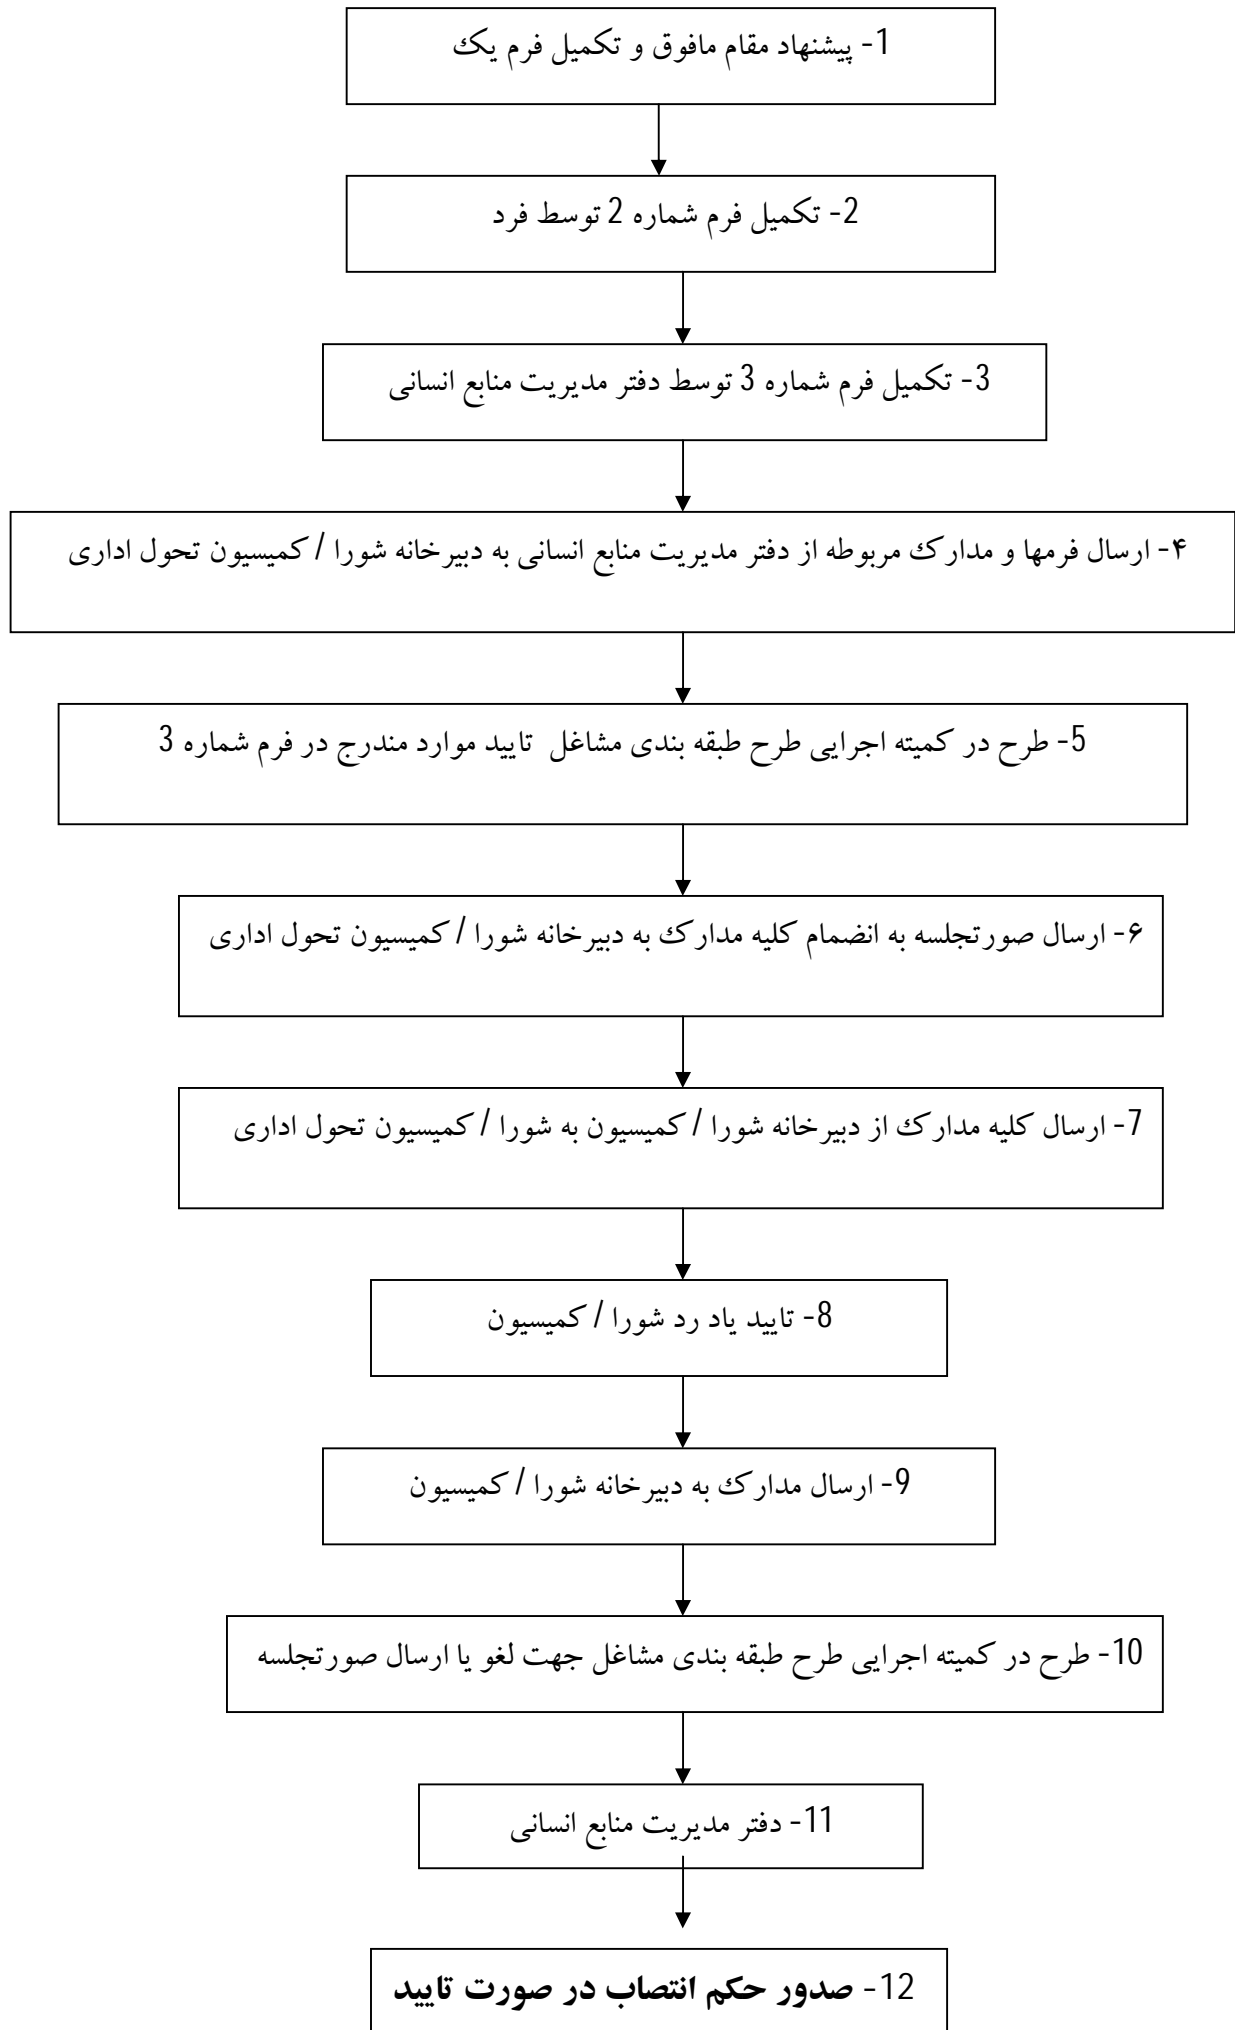 1- پیشنهاد مقام مافوق و تکمیل فرم یک
2- تکمیل فرم شماره 2 توسط فرد
3- تکمیل فرم شماره 3 توسط دفتر مدیریت منابع انسانی
۴- ارسال فرمها و مدارک مربوطه از دفتر مدیریت منابع انسانی به دبیرخانه شورا / کمیسیون تحول اداری
5- طرح در کمیته اجرایی طرح طبقه بندی مشاغل تایید موارد مندرج در فرم شماره 3
۶- ارسال صورتجلسه به انضمام کلیه مدارک به دبیرخانه شورا / کمیسیون تحول اداری
7- ارسال کلیه مدارک از دبیرخانه شورا / کمیسیون به شورا / کمیسیون تحول اداری
8- تایید یاد رد شورا / کمیسیون
9- ارسال مدارک به دبیرخانه شورا / کمیسیون
10- طرح در کمیته اجرایی طرح طبقه بندی مشاغل جهت لغو یا ارسال صورتجلسه
11- دفتر مدیریت منابع انسانی
12- صدور حکم انتصاب در صورت تایید